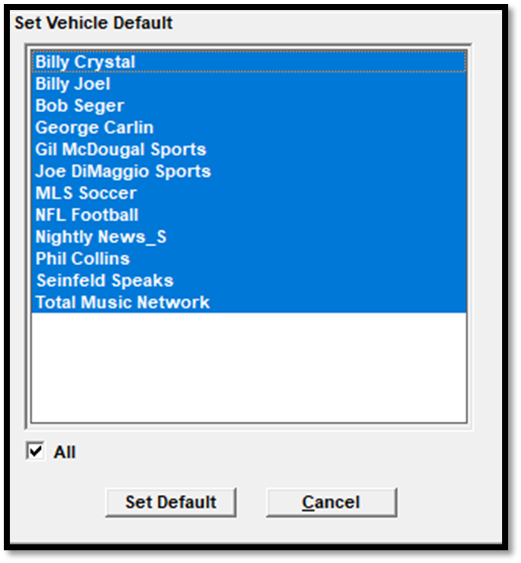 Set Vehicle Default
Billy Crystal
Billy Joel
Bob Seger
George Carlin
Gil McDougal Sports
Joe DiMaggio Sports
MLS Soccer
NFL Football
Nightly News_S
Phil Collins
Seinfeld Speaks
Total Music Network
All
Set Default
Cancel